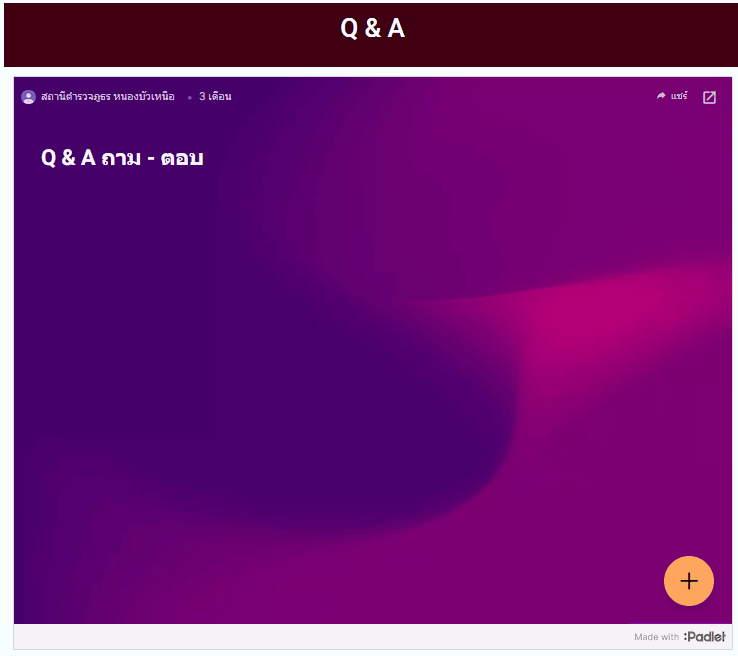 Q & A
สถานีตำรวจภูธร หนองบัวเหนือ • 3 เดือน
แชร์
Q & A ถาม - ตอบ
Made with :Padlet